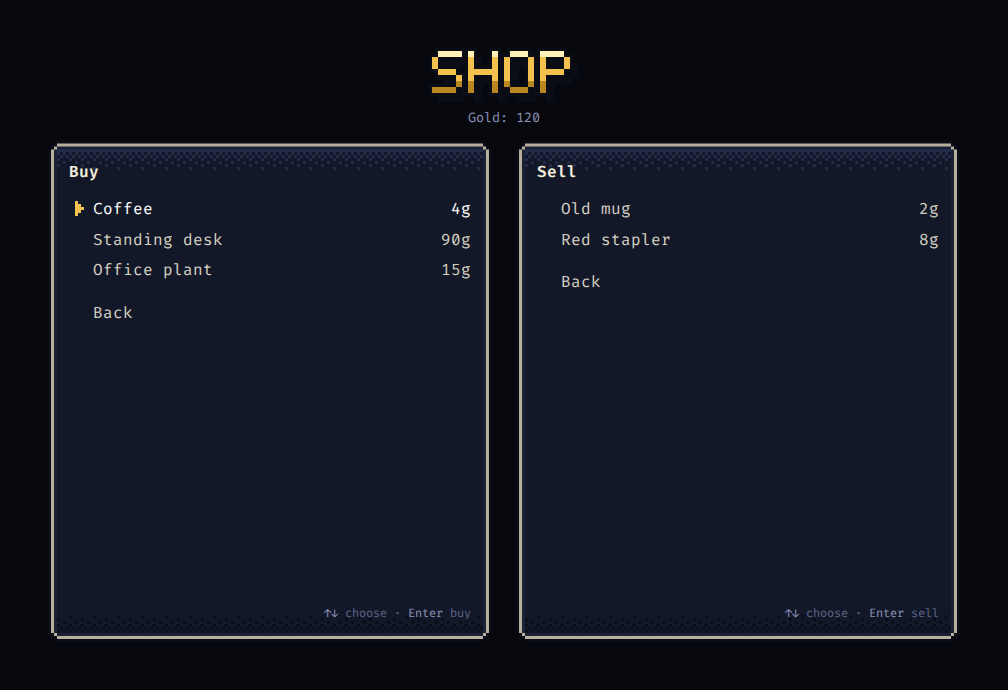 SHOP
Gold: 120
Buy
Coffee 4g
Standing desk 90g
Office plant 15g
Back
↑↓ choose · Enter buy
Sell
Old mug 2g
Red stapler 8g
Back
↑↓ choose · Enter sell